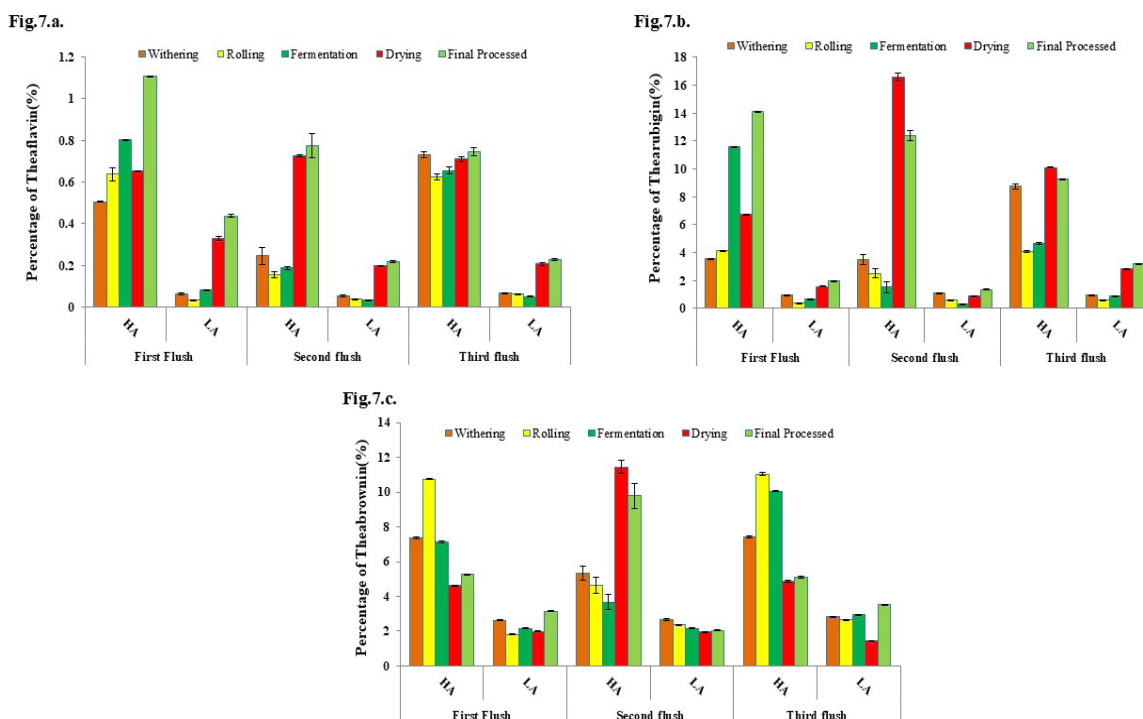 Fig.7.a.
Withering Rolling Fermentation Drying Final Processed
Percentage of Theaflavin(%)
1.2
1
0.8
0.6
0.4
0.2
0
HA LA HA LA HA LA
First Flush Second flush Third flush
Fig.7.b.
Withering Rolling Fermentation Drying Final Processed
Percentage of Thearubigin(%)
18
16
14
12
10
8
6
4
2
0
HA LA HA LA HA LA
First Flush Second flush Third flush
Fig.7.c.
Withering Rolling Fermentation Drying Final Processed
Percentage of Theabrownin(%)
14
12
10
8
6
4
2
0
HA LA HA LA HA LA
First Flush Second flush Third flush